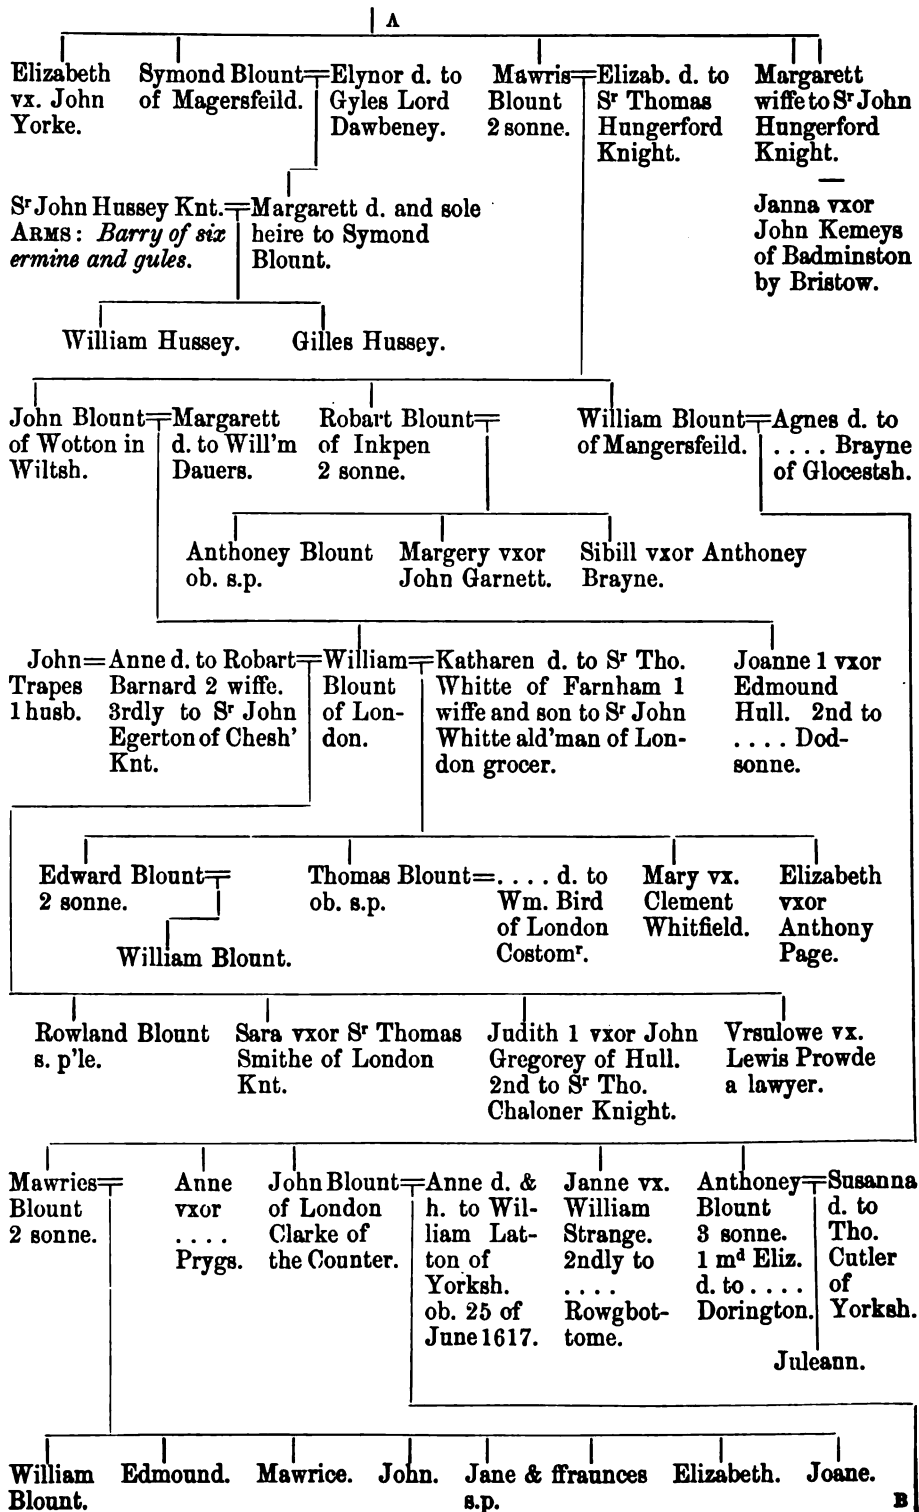 A
Elizabeth
vx. John
Yorke.
Symond Blount=Elynor d. to
of Magersfeild. Gyles Lord
Dawbeney.
Mawris=Elizab. d. to
Blount Sʳ Thomas
2 sonne. Hungerford
Knight.
Margarett
wiffe to Sʳ John
Hungerford
Knight.
—
Janna vxor
John Kemeys
of Badminston
by Bristow.
Sʳ John Hussey Knt.=Margarett d. and sole
ARMS: Barry of six heire to Symond
ermine and gules. Blount.
William Hussey. Gilles Hussey.
John Blount=Margarett
of Wotton in d. to Will'm
Wiltsh. Dauers.
Robart Blount=
of Inkpen
2 sonne.
William Blount=Agnes d. to
of Mangersfeild. .... Brayne
of Glocestsh.
Anthoney Blount
ob. s.p.
Margery vxor
John Garnett.
Sibill vxor Anthoney
Brayne.
John=Anne d. to Robart=William=Katharen d. to Sʳ Tho.
Trapes Barnard 2 wiffe. Blount Whitte of Farnham 1
1 husb. 3rdly to Sʳ John of Lon- wiffe and son to Sʳ John
Egerton of Chesh' don. Whitte ald'man of Lon-
Knt. don grocer.
Joanne 1 vxor
Edmound
Hull. 2nd to
.... Dod-
sonne.
Edward Blount=
2 sonne.
William Blount.
Thomas Blount=.... d. to
ob. s.p. Wm. Bird
of London
Costomʳ.
Mary vx.
Clement
Whitfield.
Elizabeth
vxor
Anthony
Page.
Rowland Blount
s. p'le.
Sara vxor Sʳ Thomas
Smithe of London
Knt.
Judith 1 vxor John
Gregorey of Hull.
2nd to Sʳ Tho.
Chaloner Knight.
Vrsulowe vx.
Lewis Prowde
a lawyer.
Mawries=
Blount
2 sonne.
Anne
vxor
....
Prygs.
John Blount=Anne d. &
of London h. to Wil-
Clarke of liam Lat-
the Counter. ton of
Yorksh.
ob. 25 of
June 1617.
Janne vx.
William
Strange.
2ndly to
....
Rowgbot-
tome.
Anthoney=Susanna
Blount d. to
3 sonne. Tho.
1 mᵈ Eliz. Cutler
d. to .... of
Dorington. Yorksh.
Juleann.
William
Blount.
Edmound. Mawrice. John. Jane & ffraunces
s.p.
Elizabeth. Joane.
B